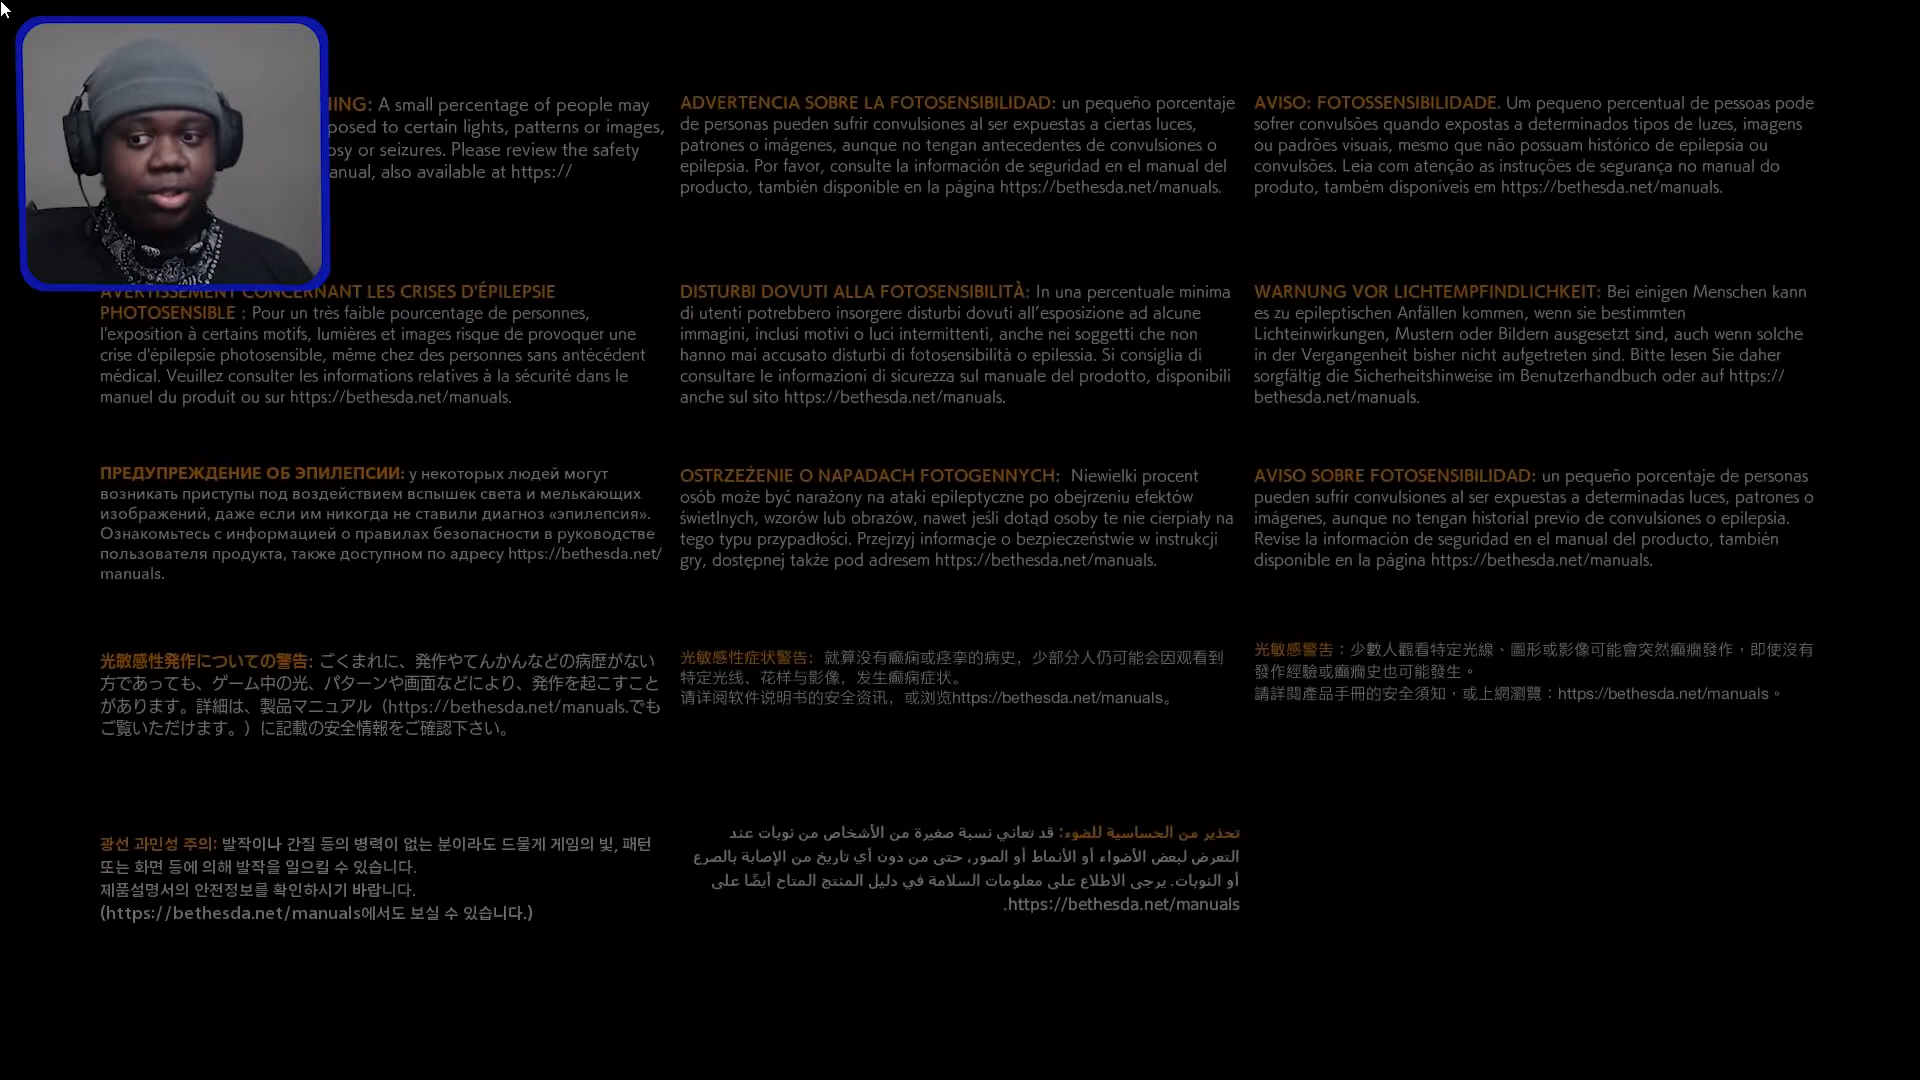 NING: A small percentage of people may
posed to certain lights, patterns or images,
psy or seizures. Please review the safety
anual, also available at https://
ADVERTENCIA SOBRE LA FOTOSENSIBILIDAD: un pequeño porcentaje
de personas pueden sufrir convulsiones al ser expuestas a ciertas luces,
patrones o imágenes, aunque no tengan antecedentes de convulsiones o
epilepsia. Por favor, consulte la información de seguridad en el manual del
producto, también disponible en la página https://bethesda.net/manuals.
AVISO: FOTOSSENSIBILIDADE. Um pequeno percentual de pessoas pode
sofrer convulsões quando expostas a determinados tipos de luzes, imagens
ou padrões visuais, mesmo que não possuam histórico de epilepsia ou
convulsões. Leia com atenção as instruções de segurança no manual do
produto, também disponíveis em https://bethesda.net/manuals.
AVERTISSEMENT CONCERNANT LES CRISES D'ÉPILEPSIE
PHOTOSENSIBLE : Pour un très faible pourcentage de personnes,
l'exposition à certains motifs, lumières et images risque de provoquer une
crise d'épilepsie photosensible, même chez des personnes sans antécédent
médical. Veuillez consulter les informations relatives à la sécurité dans le
manuel du produit ou sur https://bethesda.net/manuals.
DISTURBI DOVUTI ALLA FOTOSENSIBILITÀ: In una percentuale minima
di utenti potrebbero insorgere disturbi dovuti all'esposizione ad alcune
immagini, inclusi motivi o luci intermittenti, anche nei soggetti che non
hanno mai accusato disturbi di fotosensibilità o epilessia. Si consiglia di
consultare le informazioni di sicurezza sul manuale del prodotto, disponibili
anche sul sito https://bethesda.net/manuals.
WARNUNG VOR LICHTEMPFINDLICHKEIT: Bei einigen Menschen kann
es zu epileptischen Anfällen kommen, wenn sie bestimmten
Lichteinwirkungen, Mustern oder Bildern ausgesetzt sind, auch wenn solche
in der Vergangenheit bisher nicht aufgetreten sind. Bitte lesen Sie daher
sorgfältig die Sicherheitshinweise im Benutzerhandbuch oder auf https://
bethesda.net/manuals.
ПРЕДУПРЕЖДЕНИЕ ОБ ЭПИЛЕПСИИ: у некоторых людей могут
возникать приступы под воздействием вспышек света и мелькающих
изображений, даже если им никогда не ставили диагноз «эпилепсия».
Ознакомьтесь с информацией о правилах безопасности в руководстве
пользователя продукта, также доступном по адресу https://bethesda.net/
manuals.
OSTRZEŻENIE O NAPADACH FOTOGENNYCH: Niewielki procent
osób może być narażony na ataki epileptyczne po obejrzeniu efektów
świetlnych, wzorów lub obrazów, nawet jeśli dotąd osoby te nie cierpiały na
tego typu przypadłości. Przejrzyj informacje o bezpieczeństwie w instrukcji
gry, dostępnej także pod adresem https://bethesda.net/manuals.
AVISO SOBRE FOTOSENSIBILIDAD: un pequeño porcentaje de personas
pueden sufrir convulsiones al ser expuestas a determinadas luces, patrones o
imágenes, aunque no tengan historial previo de convulsiones o epilepsia.
Revise la información de seguridad en el manual del producto, también
disponible en la página https://bethesda.net/manuals.
光敏感性発作についての警告: ごくまれに、発作やてんかんなどの病歴がない
方であっても、ゲーム中の光、パターンや画面などにより、発作を起こすこと
があります。詳細は、製品マニュアル（https://bethesda.net/manuals.でも
ご覧いただけます。）に記載の安全情報をご確認下さい。
光敏感性症状警告：就算没有癫痫或痉挛的病史，少部分人仍可能会因观看到
特定光线、花样与影像，发生癫痫症状。
请详阅软件说明书的安全资讯，或浏览https://bethesda.net/manuals。
光敏感警告：少數人觀看特定光線、圖形或影像可能會突然癲癇發作，即使沒有
發作經驗或癲癇史也可能發生。
請詳閱產品手冊的安全須知，或上網瀏覽：https://bethesda.net/manuals。
광선 과민성 주의: 발작이나 간질 등의 병력이 없는 분이라도 드물게 게임의 빛, 패턴
또는 화면 등에 의해 발작을 일으킬 수 있습니다.
제품설명서의 안전정보를 확인하시기 바랍니다.
(https://bethesda.net/manuals에서도 보실 수 있습니다.)
تحذير من الحساسية للضوء: قد تعاني نسبة صغيرة من الأشخاص من نوبات عند
التعرض لبعض الأضواء أو الأنماط أو الصور، حتى من دون أي تاريخ من الإصابة بالصرع
أو النوبات. يرجى الاطلاع على معلومات السلامة في دليل المنتج المتاح أيضًا على
https://bethesda.net/manuals.